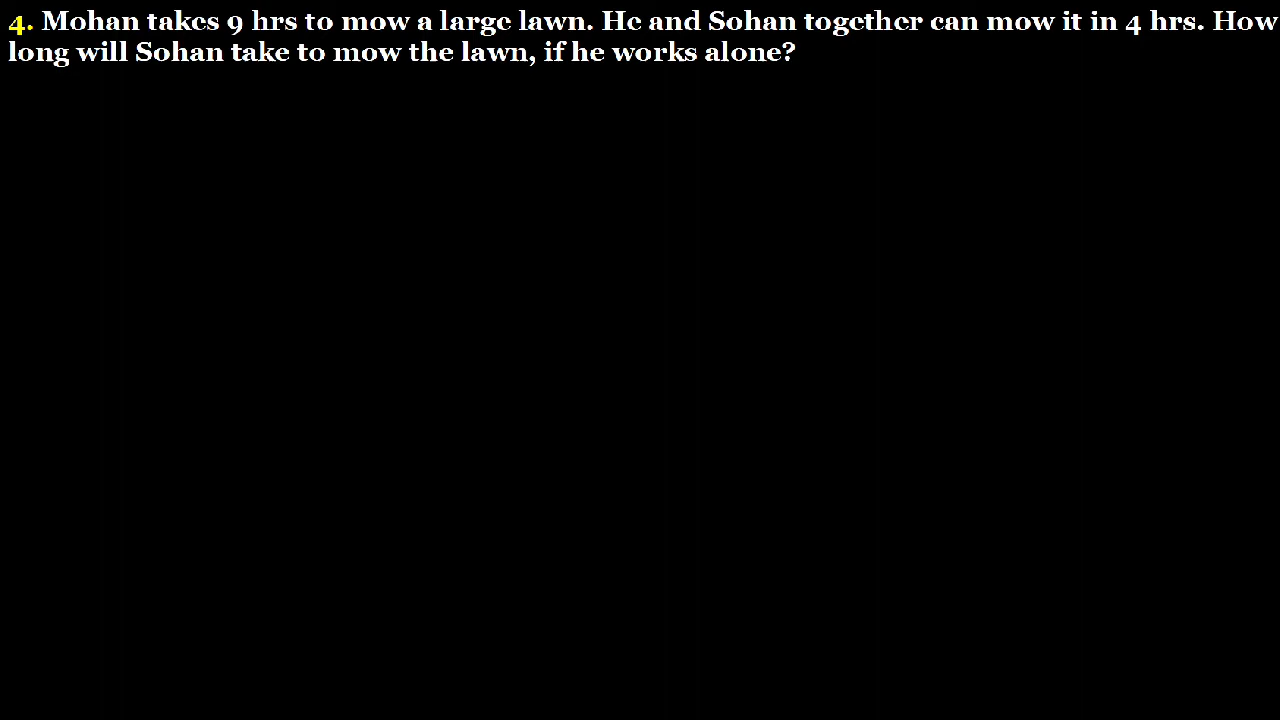 4. Mohan takes 9 hrs to mow a large lawn. He and Sohan together can mow it in 4 hrs. How
long will Sohan take to mow the lawn, if he works alone?